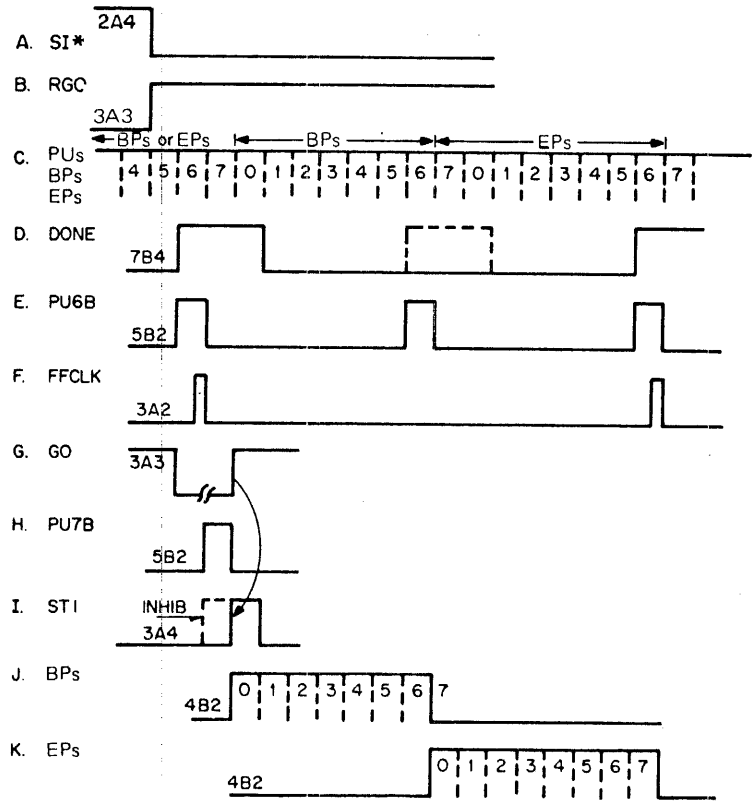 2A4
A. SI*
B. RGO
3A3
BPs or EPs BPs EPs
C. PUs
BPs
EPs
4 5 6 7 0 1 2 3 4 5 6 7 0 1 2 3 4 5 6 7
D. DONE
7B4
E. PU6B
5B2
F. FFCLK
3A2
G. GO
3A3
H. PU7B
5B2
I. ST1
INHIB
3A4
J. BPs
0 1 2 3 4 5 6 7
4B2
K. EPs
0 1 2 3 4 5 6 7
4B2